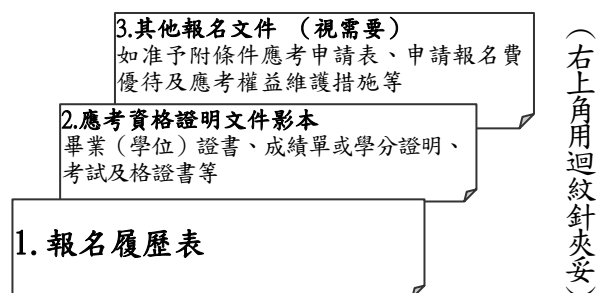 3.其他報名文件 （視需要）
如准予附條件應考申請表、申請報名費
優待及應考權益維護措施等
2.應考資格證明文件影本
畢業（學位）證書、成績單或學分證明、
考試及格證書等
1.報名履歷表
（右上角用迴紋針夾妥）